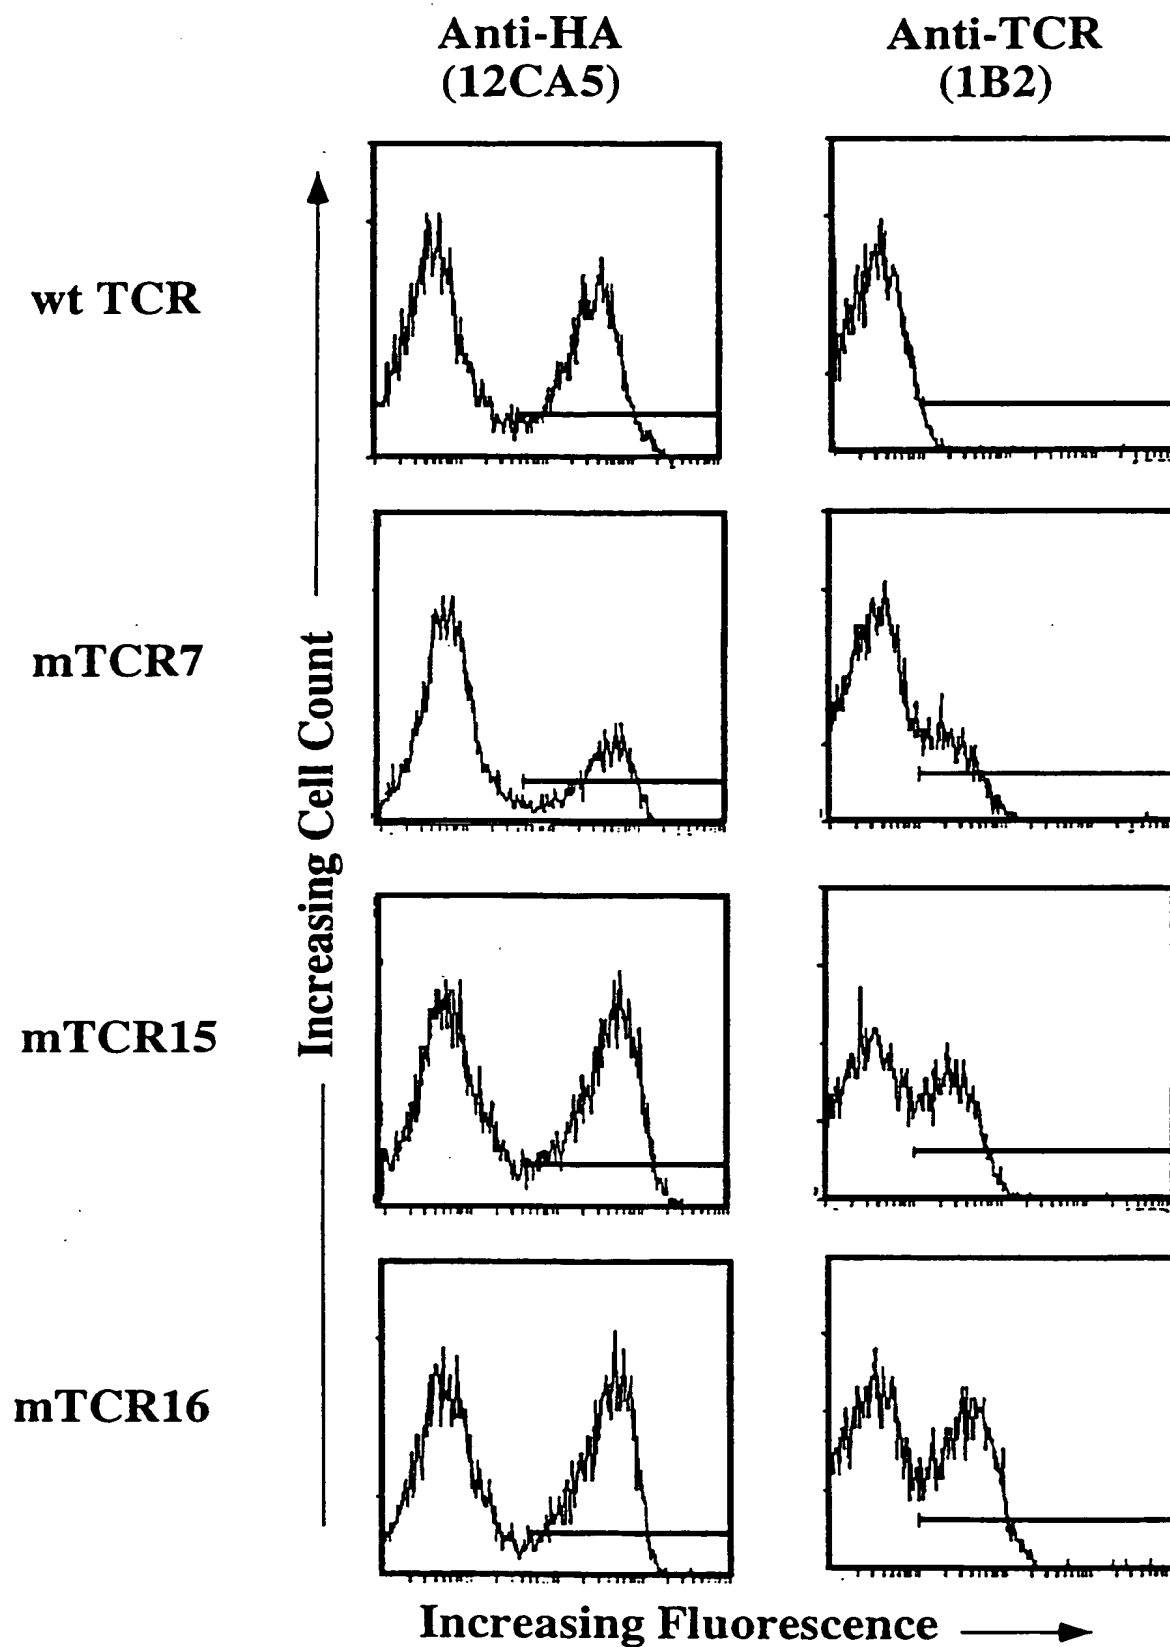 Anti-HA
(12CA5)
Anti-TCR
(1B2)
wt TCR
mTCR7
mTCR15
mTCR16
Increasing Cell Count
Increasing Fluorescence